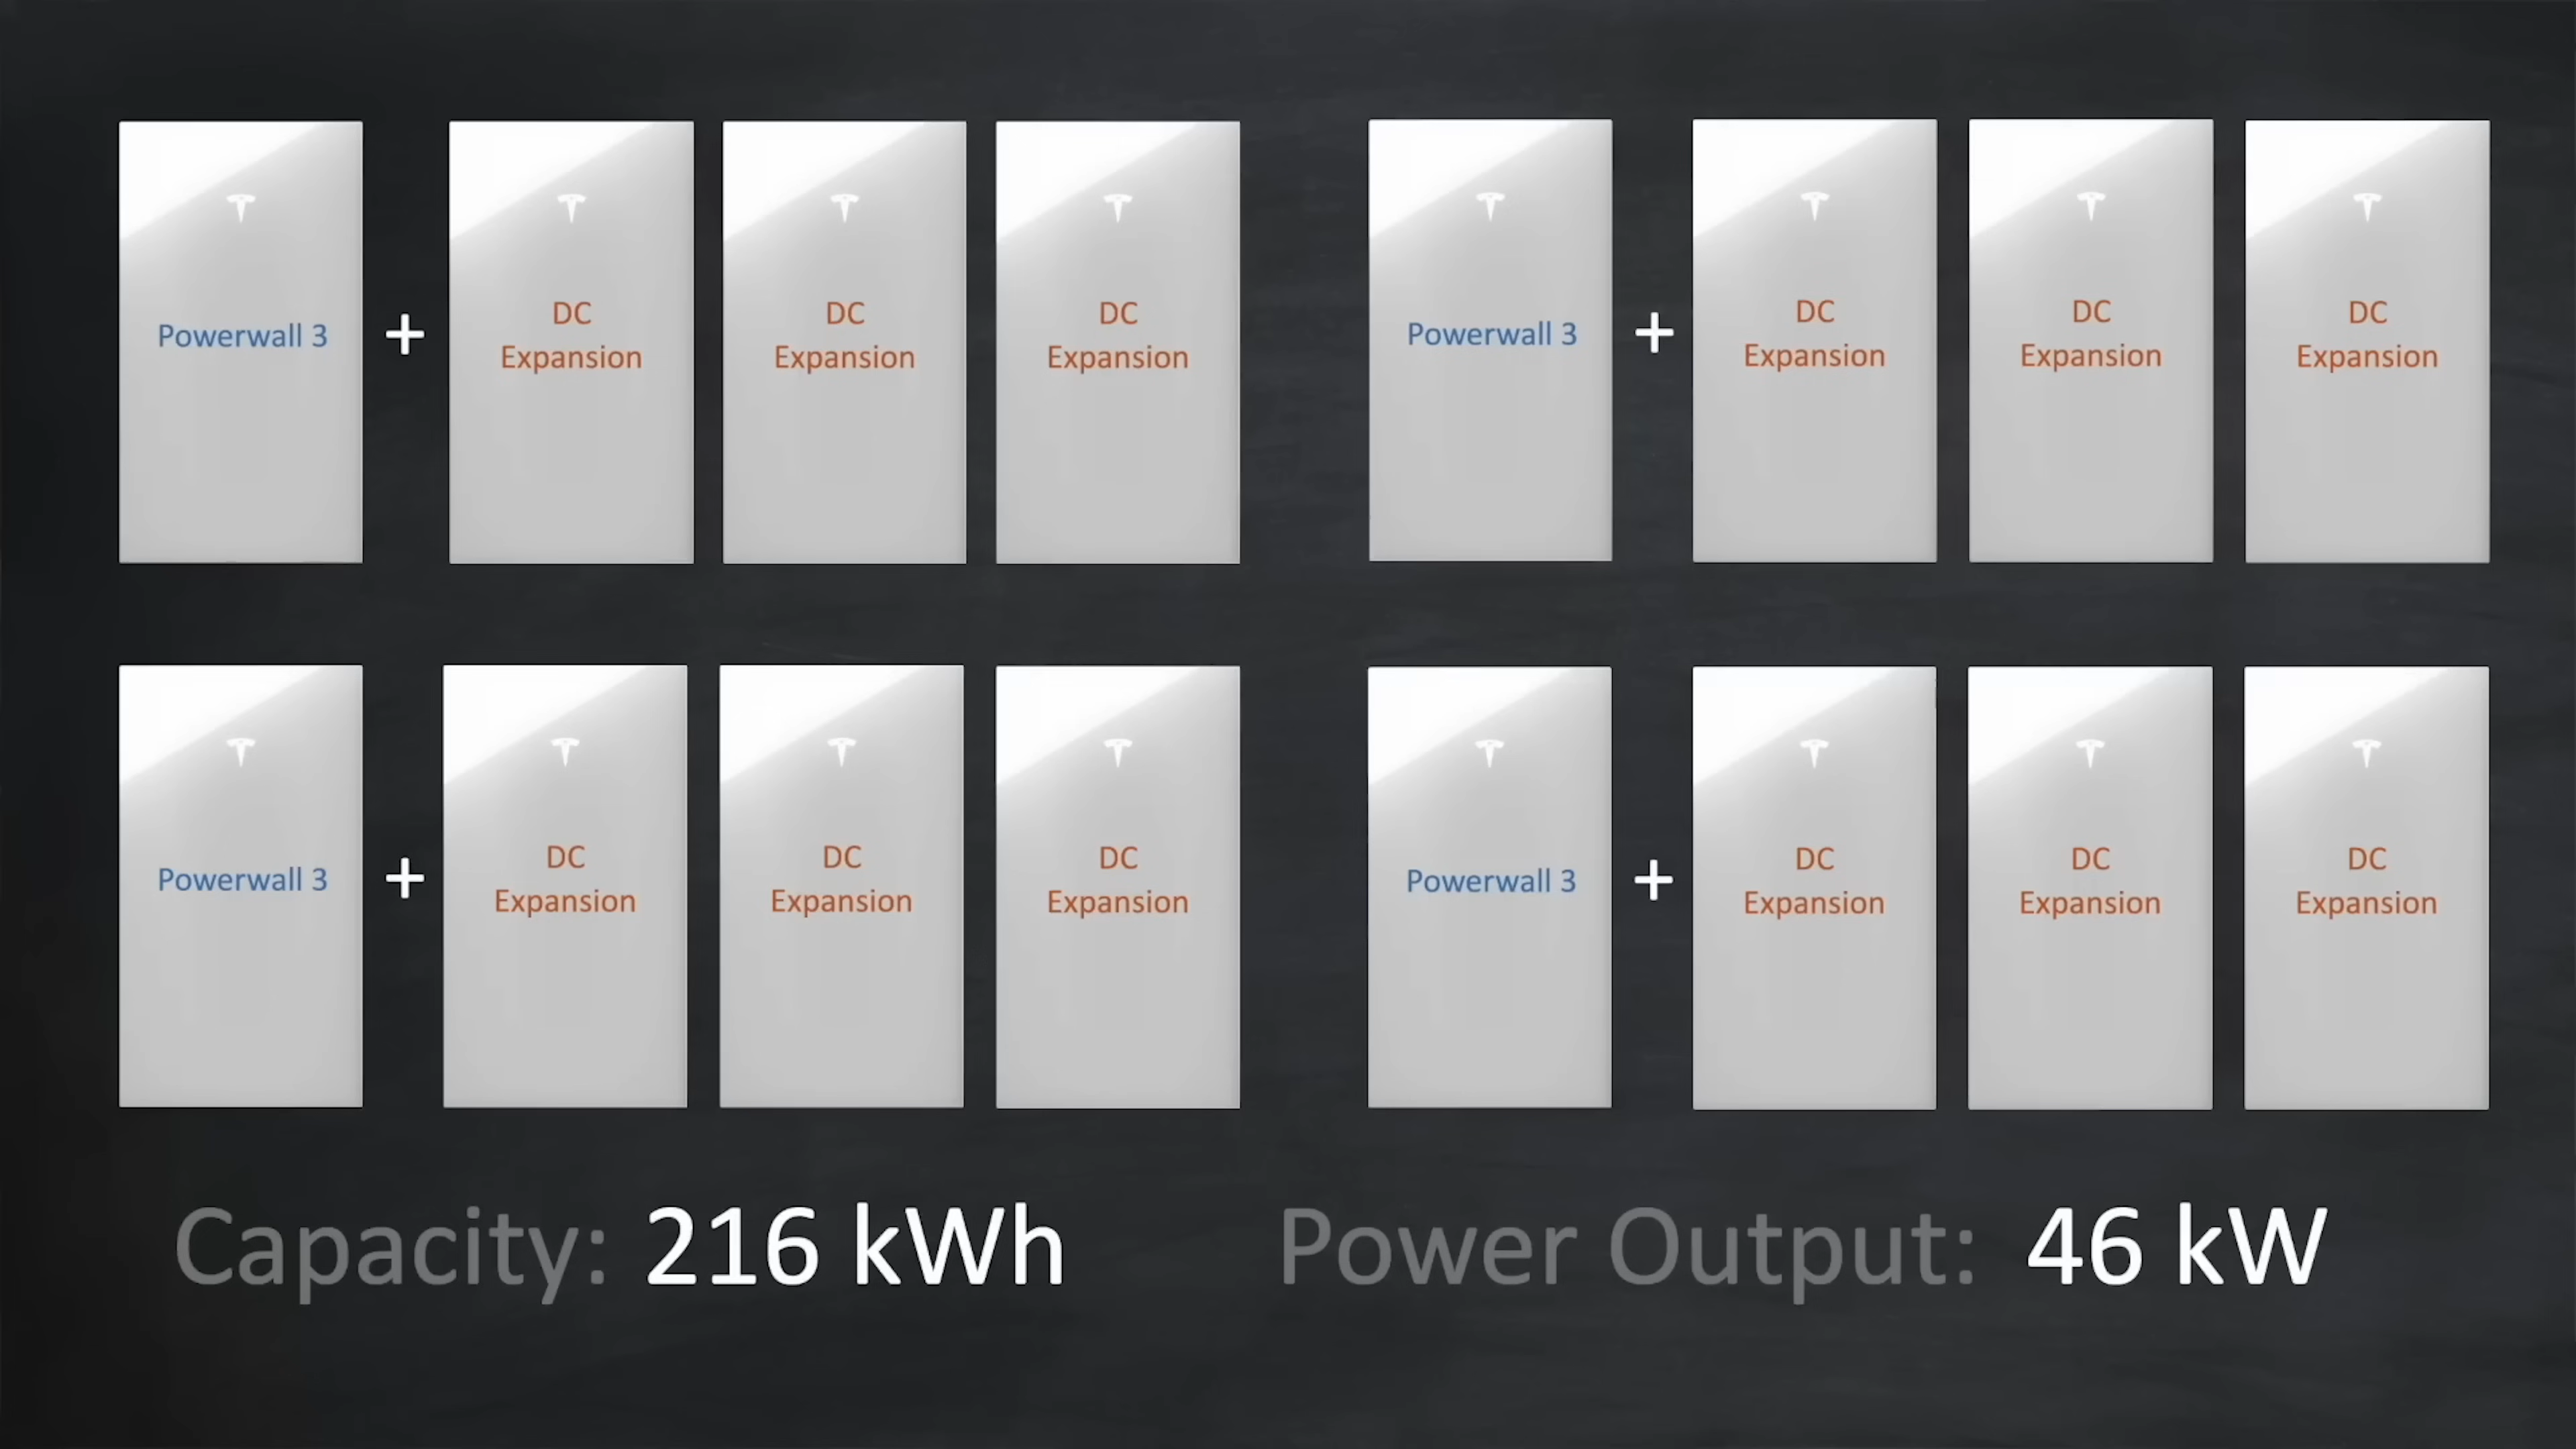 Powerwall 3
+
DC
Expansion
DC
Expansion
DC
Expansion
Powerwall 3
+
DC
Expansion
DC
Expansion
DC
Expansion
Powerwall 3
+
DC
Expansion
DC
Expansion
DC
Expansion
Powerwall 3
+
DC
Expansion
DC
Expansion
DC
Expansion
Capacity: 216 kWh
Power Output: 46 kW